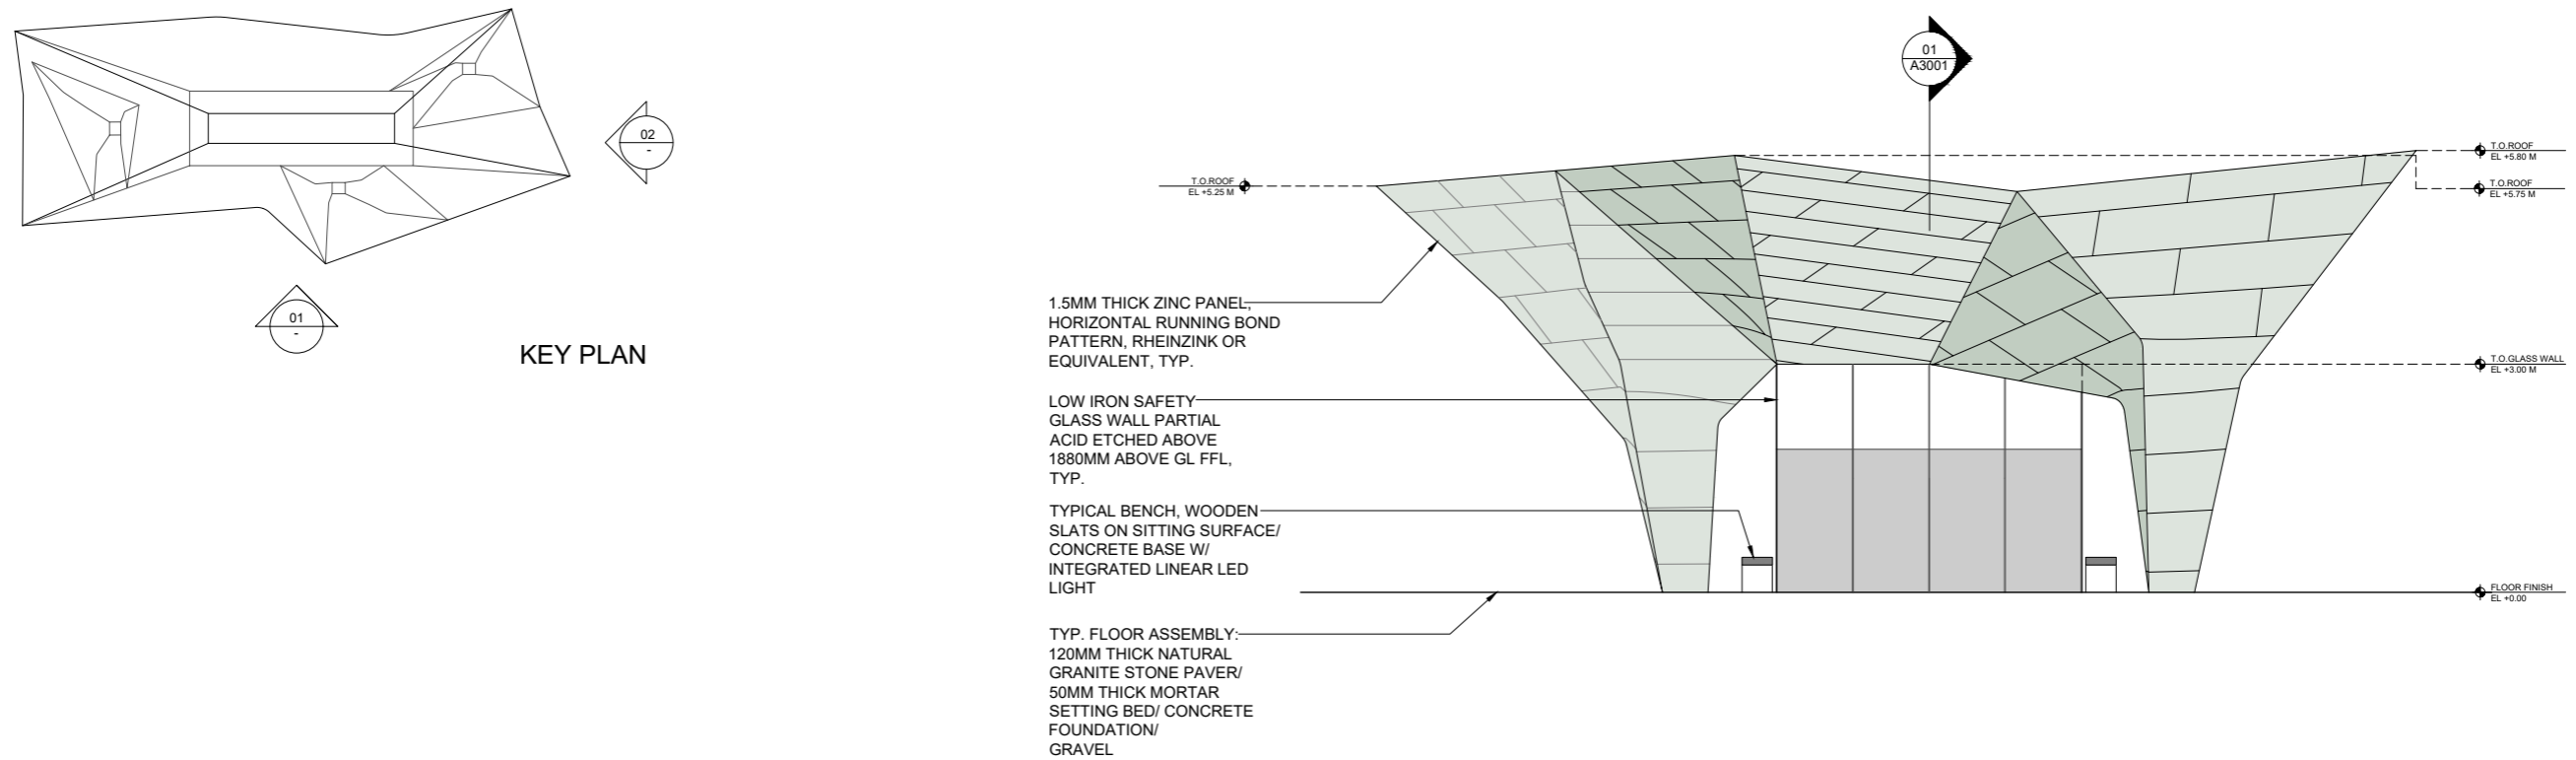 02
-
01
-
KEY PLAN
01
A3001
T.O.ROOF
EL +5.25 M
T.O.ROOF
EL +5.80 M
T.O.ROOF
EL +5.75 M
T.O.GLASS WALL
EL +3.00 M
FLOOR FINISH
EL +0.00
1.5MM THICK ZINC PANEL,
HORIZONTAL RUNNING BOND
PATTERN, RHEINZINK OR
EQUIVALENT, TYP.
LOW IRON SAFETY
GLASS WALL PARTIAL
ACID ETCHED ABOVE
1880MM ABOVE GL FFL,
TYP.
TYPICAL BENCH, WOODEN
SLATS ON SITTING SURFACE/
CONCRETE BASE W/
INTEGRATED LINEAR LED
LIGHT
TYP. FLOOR ASSEMBLY:
120MM THICK NATURAL
GRANITE STONE PAVER/
50MM THICK MORTAR
SETTING BED/ CONCRETE
FOUNDATION/
GRAVEL